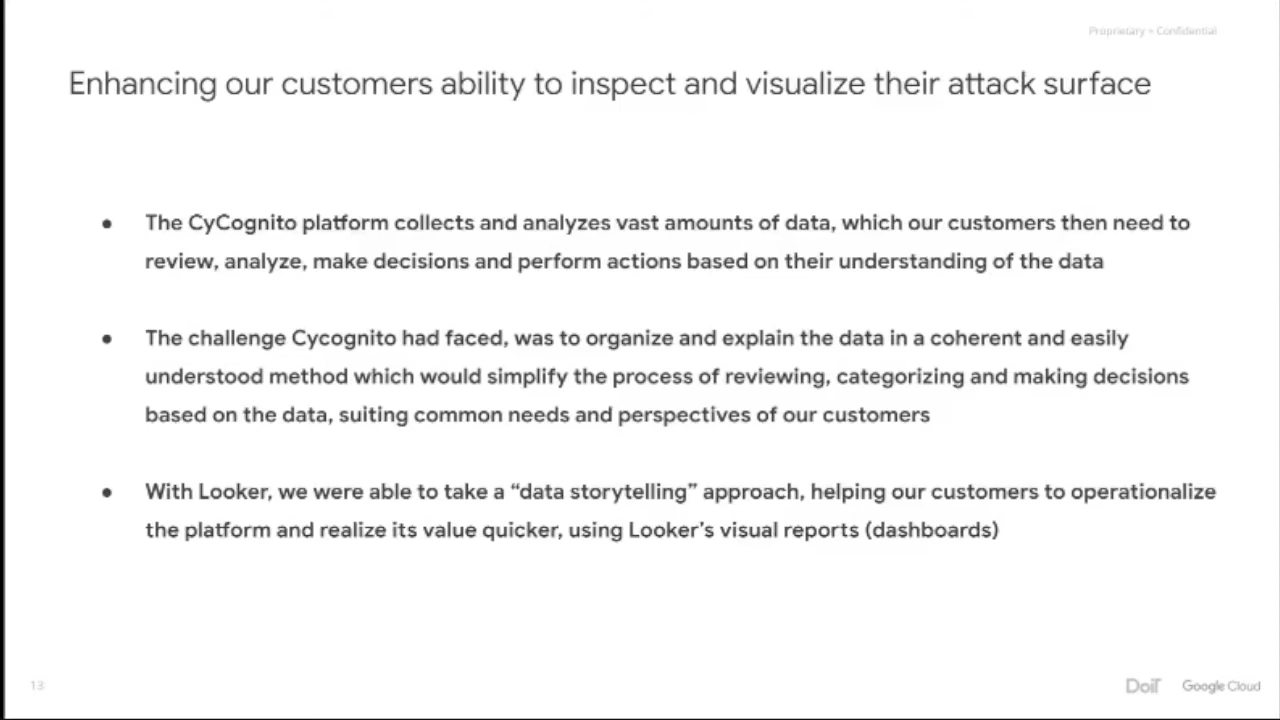 Proprietary + Confidential
Enhancing our customers ability to inspect and visualize their attack surface
● The CyCognito platform collects and analyzes vast amounts of data, which our customers then need to
review, analyze, make decisions and perform actions based on their understanding of the data
● The challenge Cycognito had faced, was to organize and explain the data in a coherent and easily
understood method which would simplify the process of reviewing, categorizing and making decisions
based on the data, suiting common needs and perspectives of our customers
● With Looker, we were able to take a “data storytelling” approach, helping our customers to operationalize
the platform and realize its value quicker, using Looker’s visual reports (dashboards)
13
DoiT Google Cloud